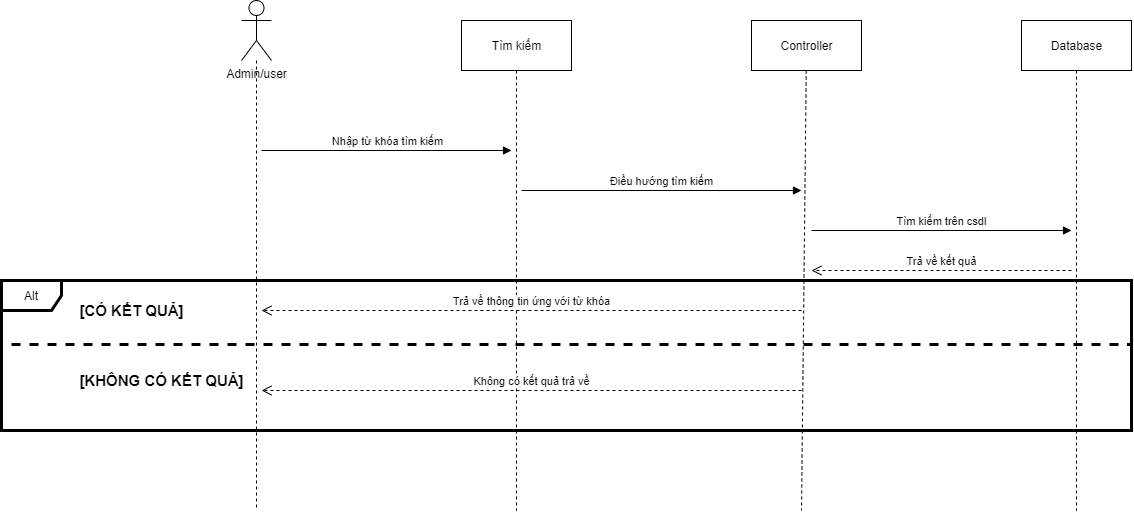 Admin/user
Tìm kiếm
Controller
Database
Nhập từ khóa tìm kiếm
Điều hướng tìm kiếm
Tìm kiếm trên csdl
Trả về kết quả
Alt
[CÓ KẾT QUẢ]
Trả về thông tin ứng với từ khóa
[KHÔNG CÓ KẾT QUẢ]
Không có kết quả trả về